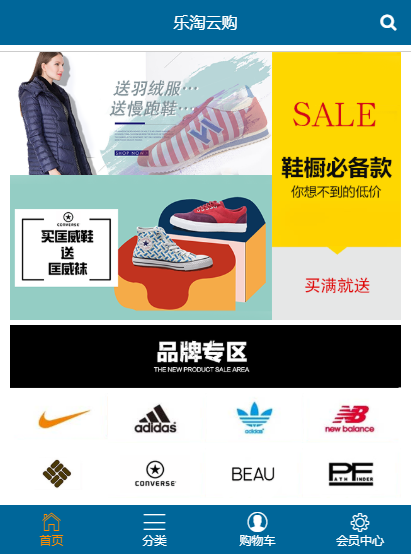 乐淘云购
送羽绒服…
送慢跑鞋…
SHOP NOW
SALE
鞋橱必备款
你想不到的低价
CONVERSE
买匡威鞋
送
匡威袜
买满就送
品牌专区
THE NEW PRODUCT SALE AREA
adidas
adidas
new balance
CONVERSE
BEAU
PF
PATH FINDER
首页
分类
购物车
会员中心